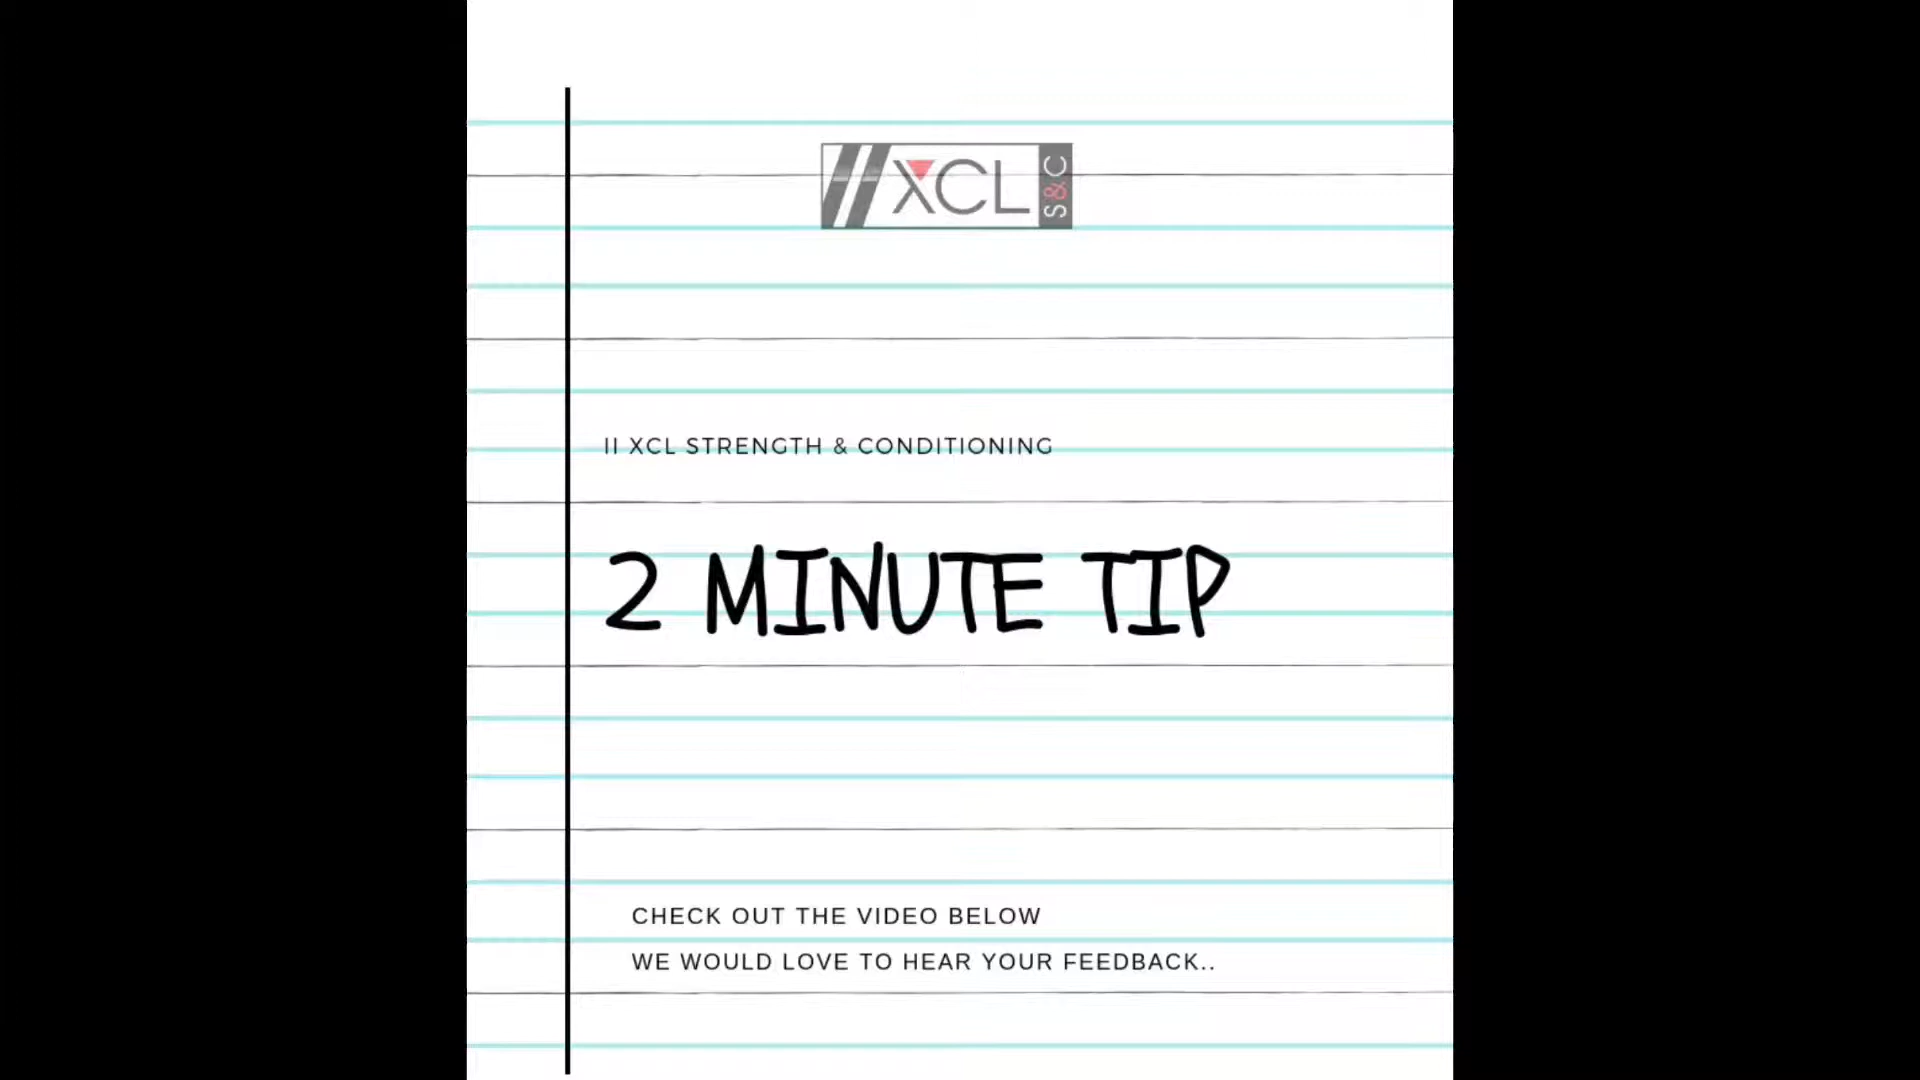 XCL S&C
II XCL STRENGTH & CONDITIONING
2 MINUTE TIP
CHECK OUT THE VIDEO BELOW
WE WOULD LOVE TO HEAR YOUR FEEDBACK..